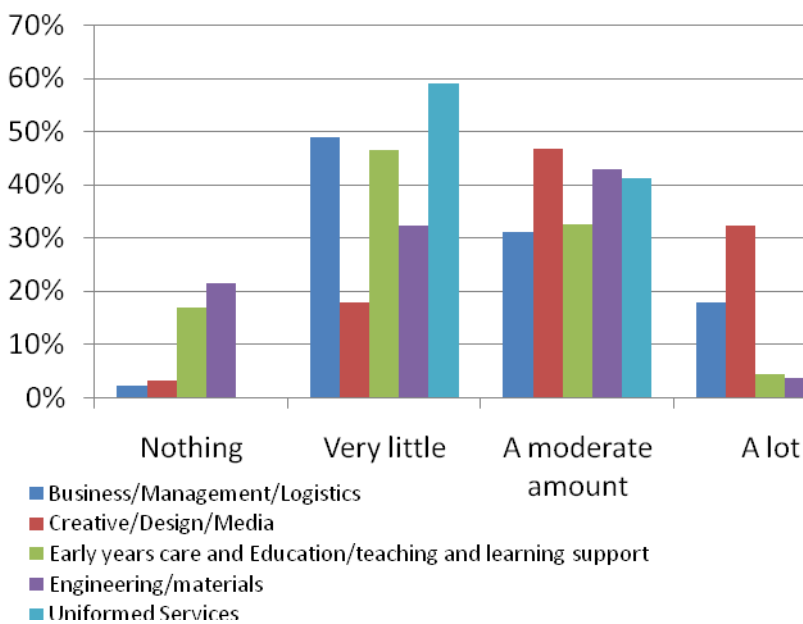 70%
60%
50%
40%
30%
20%
10%
0%
Nothing Very little A moderate A lot
amount
Business/Management/Logistics
Creative/Design/Media
Early years care and Education/teaching and learning support
Engineering/materials
Uniformed Services